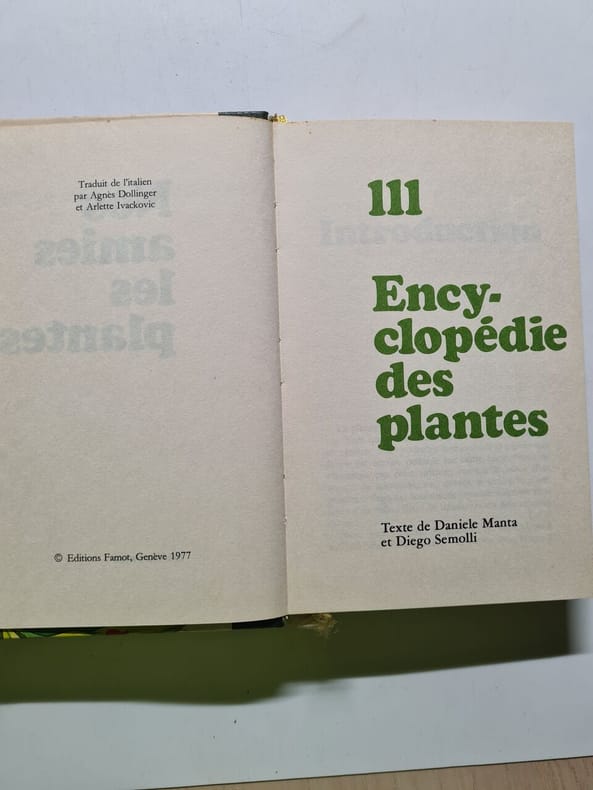 Traduit de l'italien
par Agnès Dollinger
et Arlette Ivackovic
© Editions Famot, Genève 1977
111
Ency-
clopédie
des
plantes
Texte de Daniele Manta
et Diego Semolli